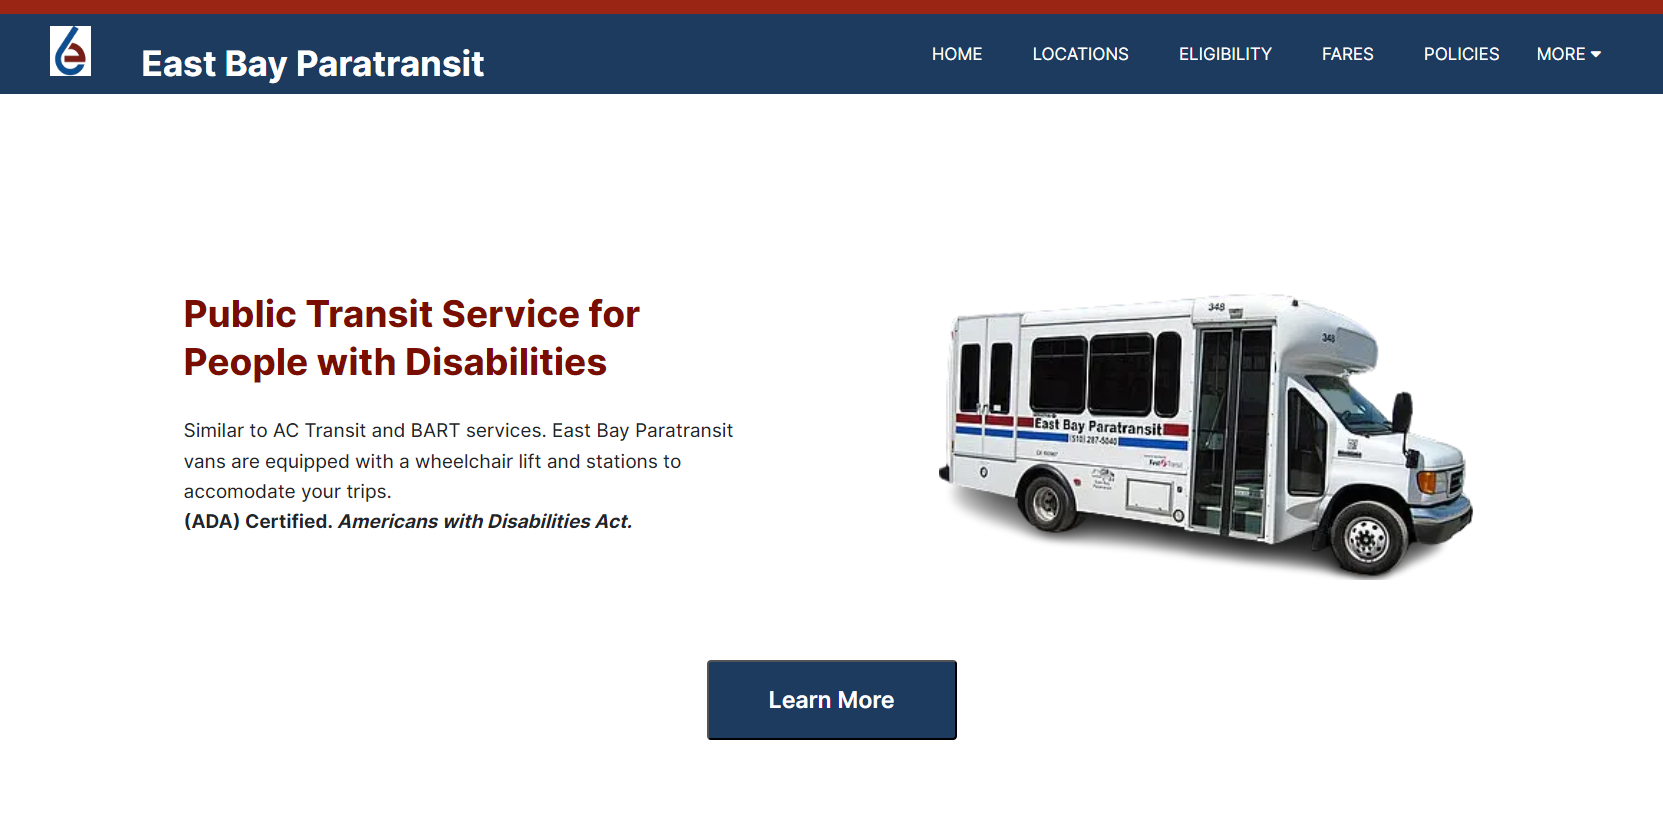 East Bay Paratransit
HOME LOCATIONS ELIGIBILITY FARES POLICIES MORE
Public Transit Service for
People with Disabilities
Similar to AC Transit and BART services. East Bay Paratransit
vans are equipped with a wheelchair lift and stations to
accomodate your trips.
(ADA) Certified. Americans with Disabilities Act.
348
348
East Bay Paratransit
(510) 287-5040
Learn More